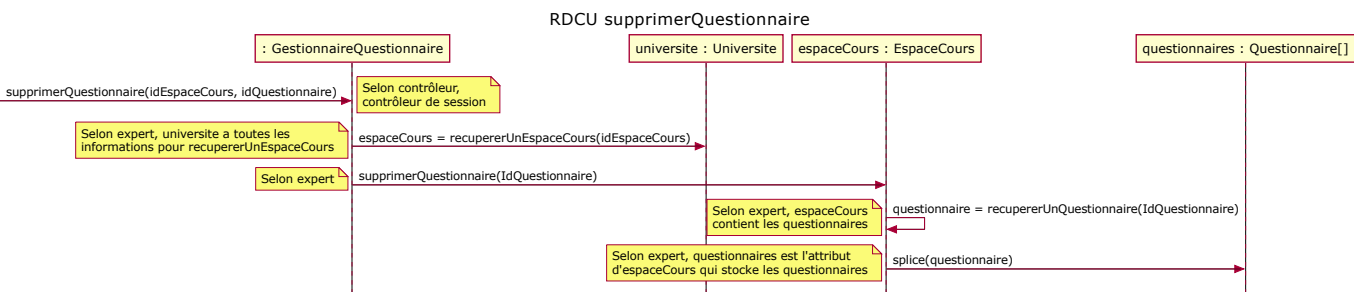 RDCU supprimerQuestionnaire
: GestionnaireQuestionnaire
universite : Universite
espaceCours : EspaceCours
questionnaires : Questionnaire[]
supprimerQuestionnaire(idEspaceCours, idQuestionnaire)
Selon contrôleur,
contrôleur de session
Selon expert, universite a toutes les
informations pour recupererUnEspaceCours
espaceCours = recupererUnEspaceCours(idEspaceCours)
Selon expert
supprimerQuestionnaire(IdQuestionnaire)
Selon expert, espaceCours
contient les questionnaires
questionnaire = recupererUnQuestionnaire(IdQuestionnaire)
Selon expert, questionnaires est l'attribut
d'espaceCours qui stocke les questionnaires
splice(questionnaire)